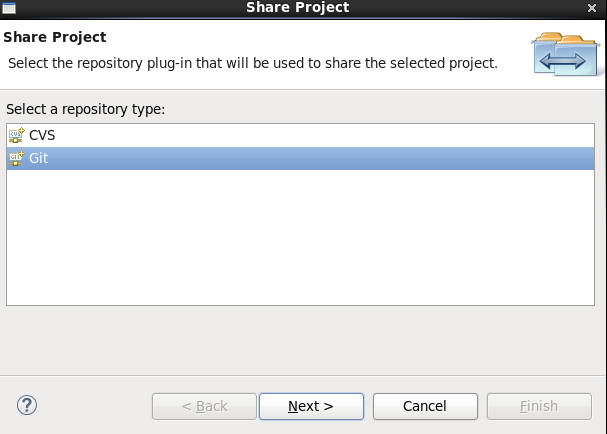 Share Project
Share Project
Select the repository plug-in that will be used to share the selected project.
Select a repository type:
CVS
Git
< Back
Next >
Cancel
Finish